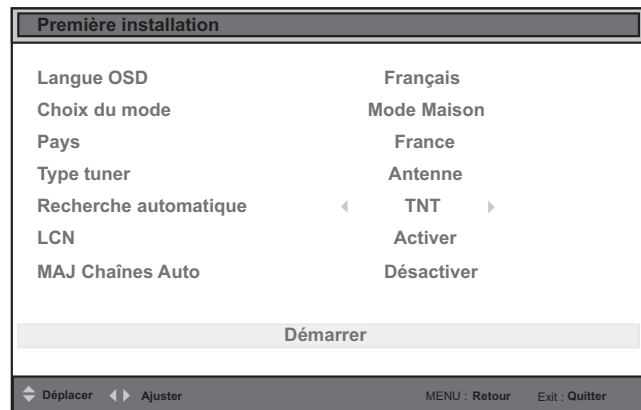 Première installation
Langue OSD Français
Choix du mode Mode Maison
Pays France
Type tuner Antenne
Recherche automatique TNT
LCN Activer
MAJ Chaînes Auto Désactiver
Démarrer
Déplacer Ajuster MENU : Retour Exit : Quitter